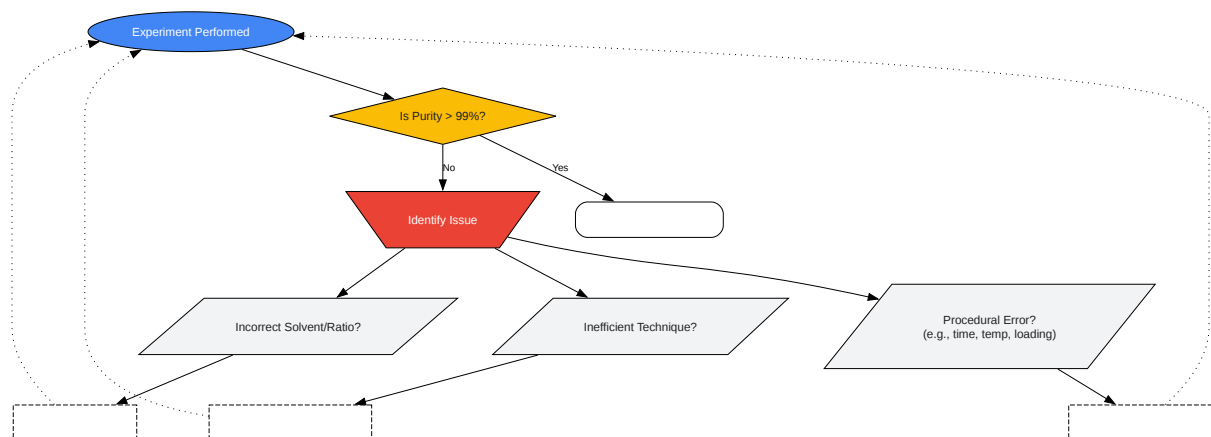 Experiment Performed
Is Purity > 99%?
No
Yes
Identify Issue
Incorrect Solvent/Ratio?
Inefficient Technique?
Procedural Error?
(e.g., time, temp, loading)